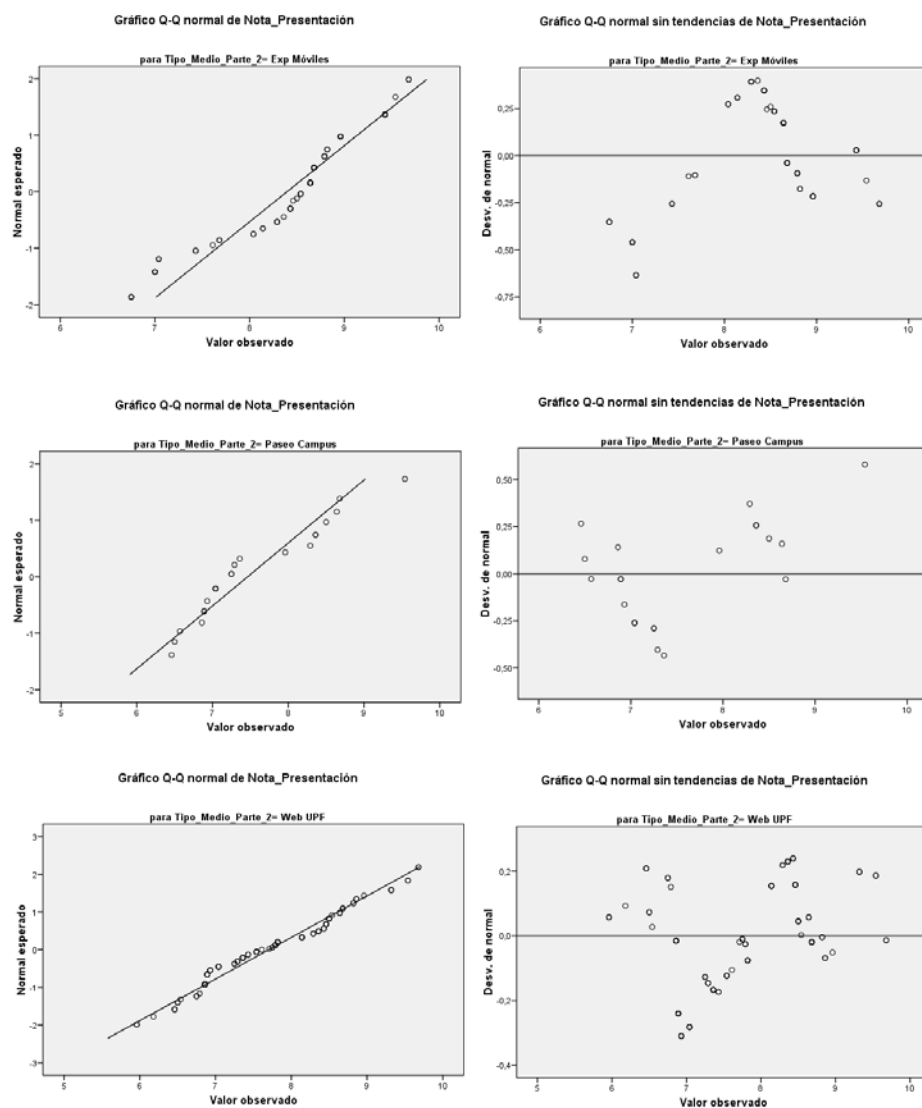 Gráfico Q-Q normal de Nota_Presentación
para Tipo_Medio_Parte_2= Exp Móviles
Normal esperado
2
1
0
-1
-2
6 7 8 9 10
Valor observado
Gráfico Q-Q normal sin tendencias de Nota_Presentación
para Tipo_Medio_Parte_2= Exp Móviles
Desv. de normal
0,25
0,00
-0,25
-0,50
-0,75
6 7 8 9 10
Valor observado
Gráfico Q-Q normal de Nota_Presentación
para Tipo_Medio_Parte_2= Paseo Campus
Normal esperado
2
1
0
-1
-2
5 6 7 8 9 10
Valor observado
Gráfico Q-Q normal sin tendencias de Nota_Presentación
para Tipo_Medio_Parte_2= Paseo Campus
Desv. de normal
0,50
0,25
0,00
-0,25
-0,50
6 7 8 9 10
Valor observado
Gráfico Q-Q normal de Nota_Presentación
para Tipo_Medio_Parte_2= Web UPF
Normal esperado
3
2
1
0
-1
-2
-3
5 6 7 8 9 10
Valor observado
Gráfico Q-Q normal sin tendencias de Nota_Presentación
para Tipo_Medio_Parte_2= Web UPF
Desv. de normal
0,2
0,0
-0,2
-0,4
5 6 7 8 9 10
Valor observado